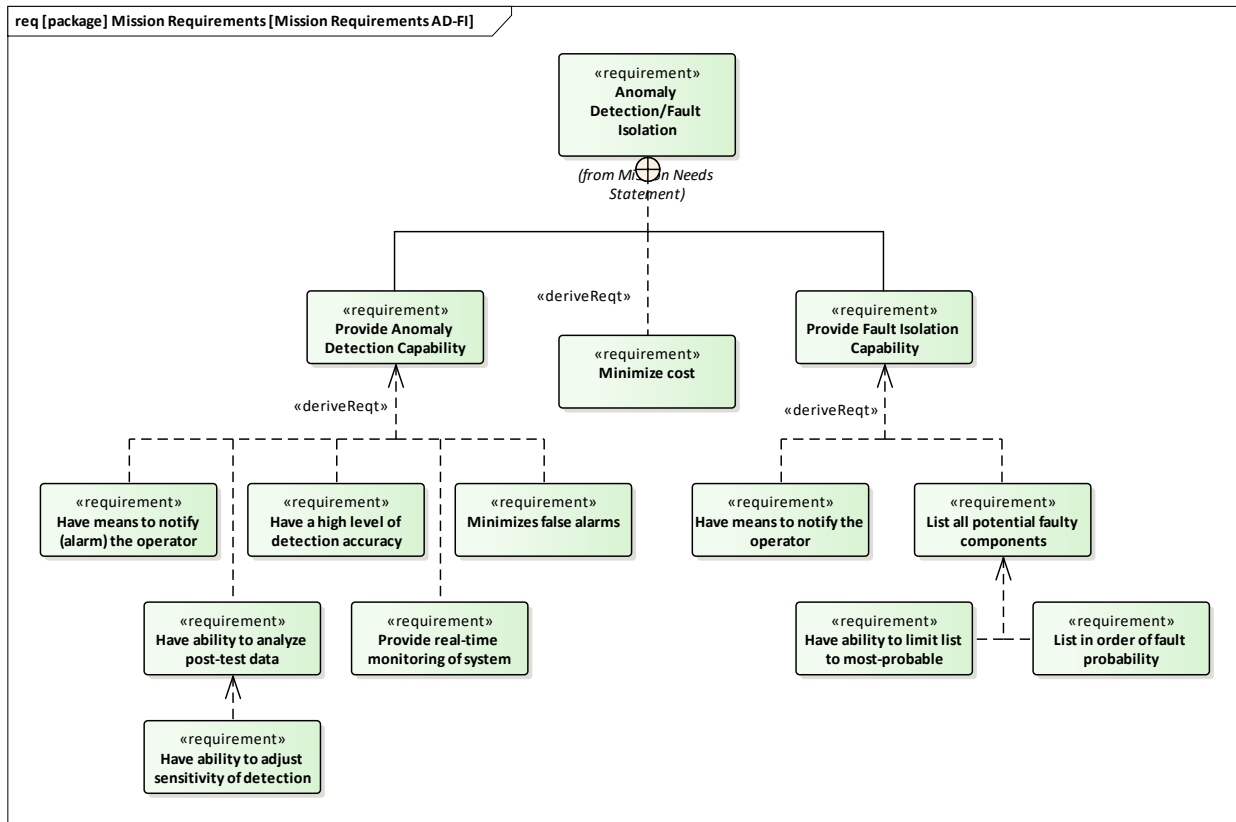 req [package] Mission Requirements [Mission Requirements AD-FI]
«requirement»
Anomaly
Detection/Fault
Isolation
(from Mission Needs
Statement)
«deriveReqt»
«requirement»
Provide Anomaly
Detection Capability
«requirement»
Minimize cost
«requirement»
Provide Fault Isolation
Capability
«deriveReqt»
«deriveReqt»
«requirement»
Have means to notify
(alarm) the operator
«requirement»
Have a high level of
detection accuracy
«requirement»
Minimizes false alarms
«requirement»
Have means to notify the
operator
«requirement»
List all potential faulty
components
«requirement»
Have ability to analyze
post-test data
«requirement»
Provide real-time
monitoring of system
«requirement»
Have ability to limit list
to most-probable
«requirement»
List in order of fault
probability
«requirement»
Have ability to adjust
sensitivity of detection